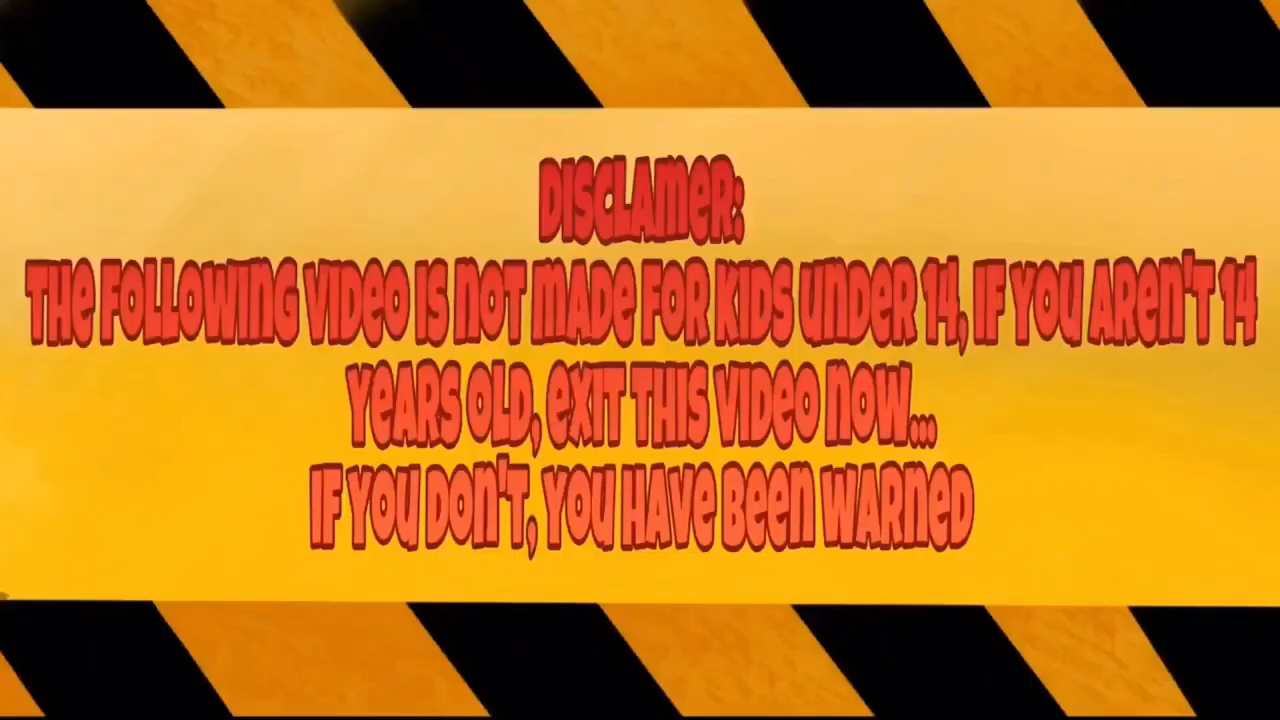 DISCLAMER:
THE FOLLOWING VIDEO IS NOT MADE FOR KIDS UNDER 14, IF YOU AREN'T 14
YEARS OLD, EXIT THIS VIDEO NOW...
IF YOU DON'T, YOU HAVE BEEN WARNED